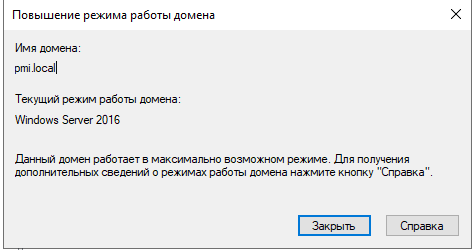 Повышение режима работы домена
Имя домена:
pmi.local
Текущий режим работы домена:
Windows Server 2016
Данный домен работает в максимально возможном режиме. Для получения
дополнительных сведений о режимах работы домена нажмите кнопку "Справка".
Закрыть
Справка